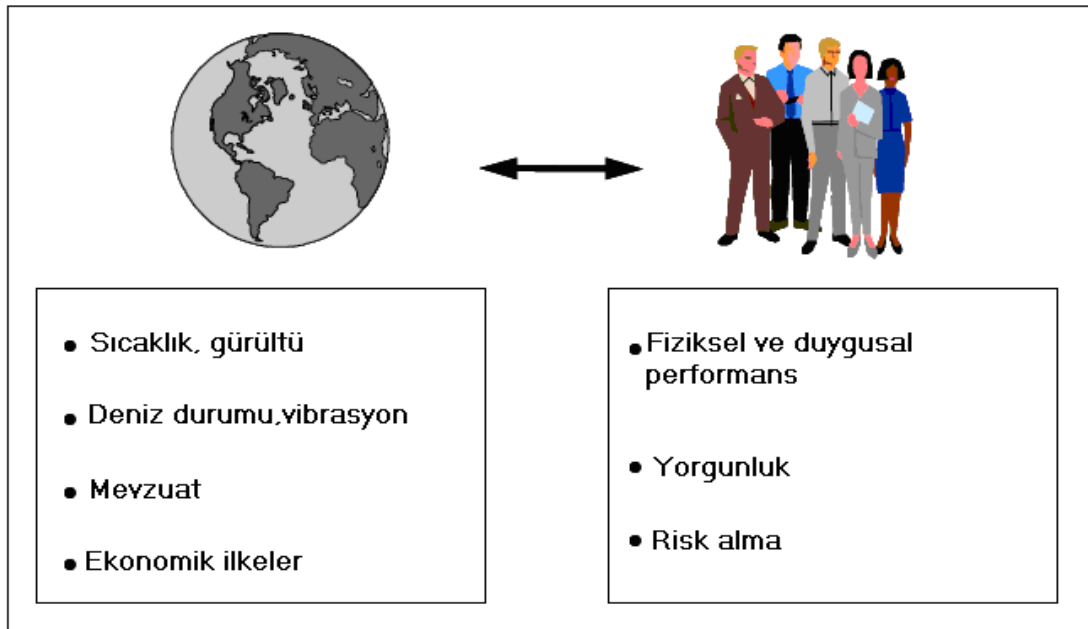 • Sıcaklık, gürültü
• Deniz durumu,vibrasyon
• Mevzuat
• Ekonomik ilkeler
• Fiziksel ve duygusal
performans
• Yorgunluk
• Risk alma